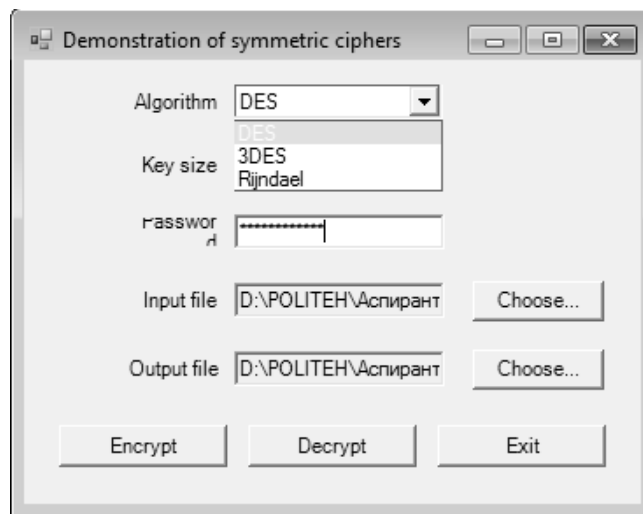 Demonstration of symmetric ciphers
Algorithm DES
DES
3DES
Key size
Rijndael
Passwor
d ************
Input file D:\POLITEH\Аспирант Choose...
Output file D:\POLITEH\Аспирант Choose...
Encrypt Decrypt Exit